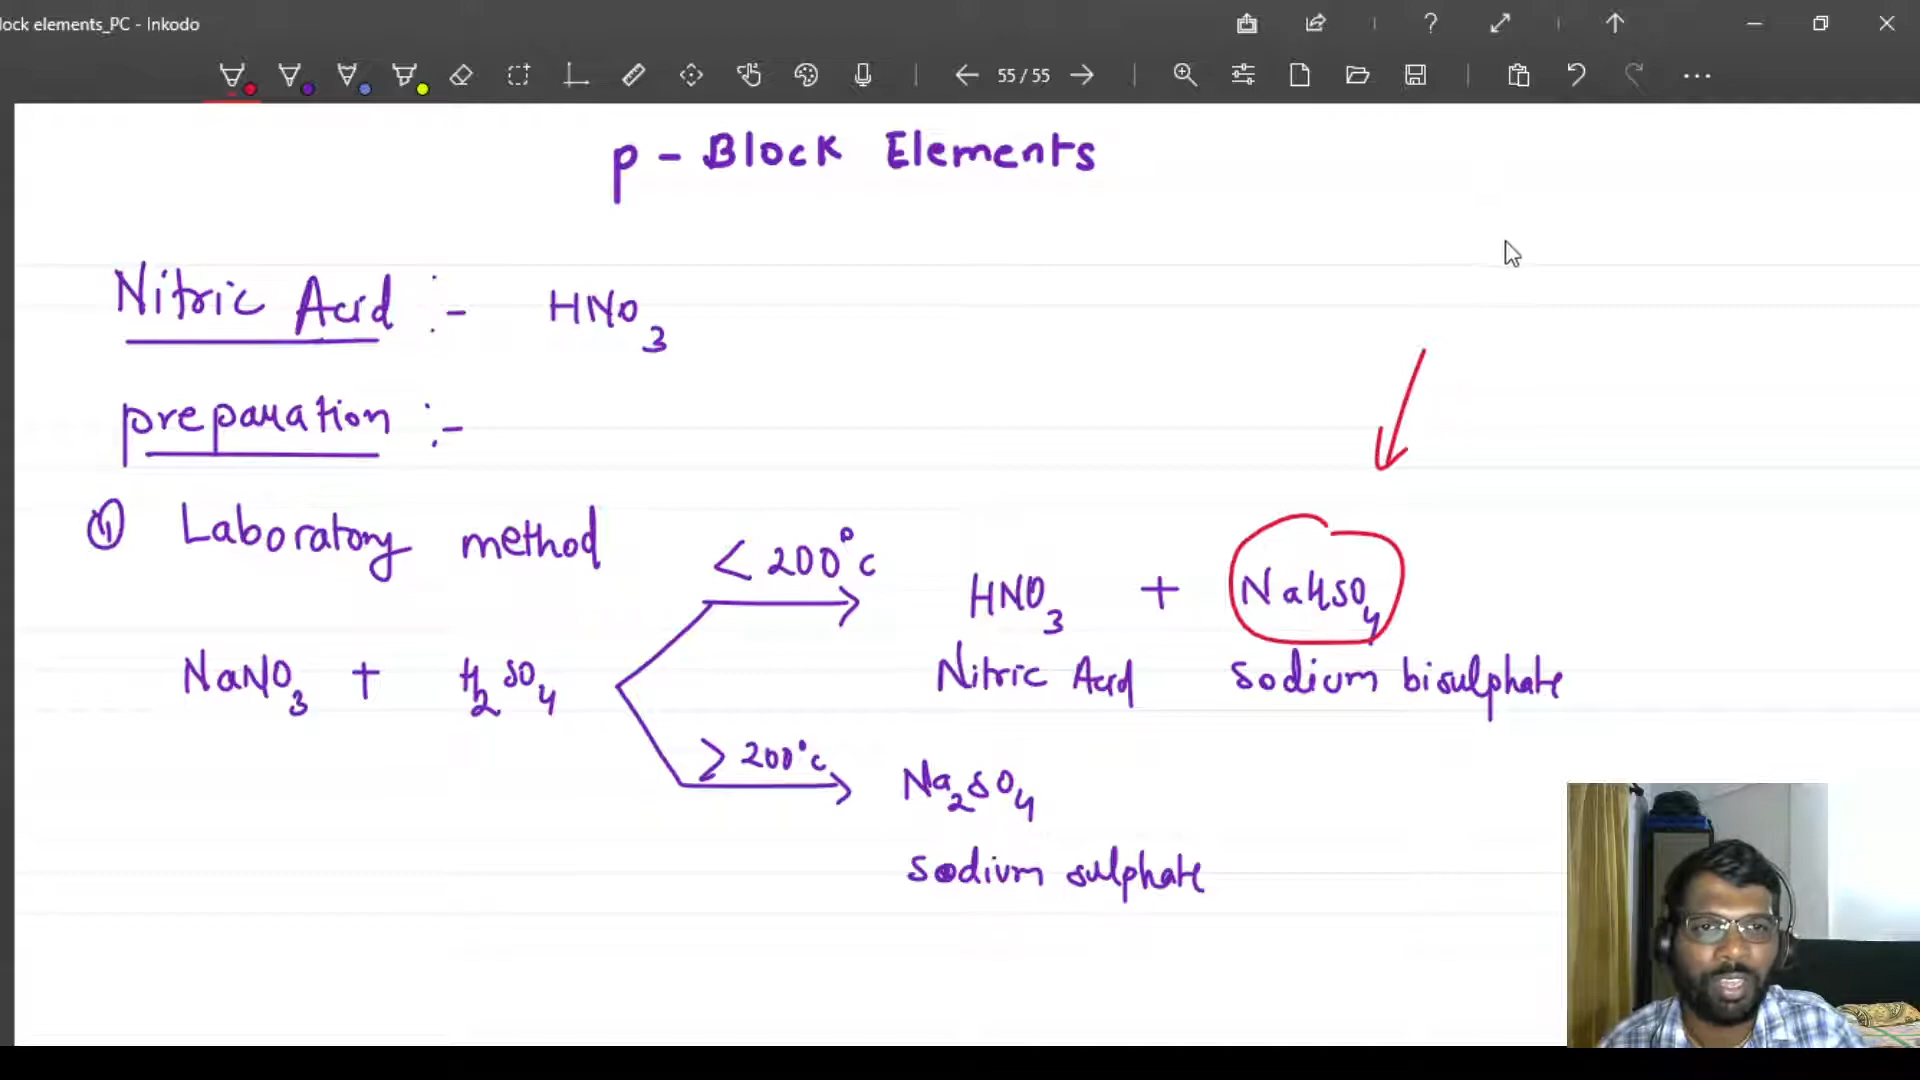 lock elements_PC - Inkodo
55 / 55
p - Block Elements
Nitric Acid :- HNO3
preparation :-
① Laboratory method
< 200°C
HNO3 + NaHSO4
NaNO3 + H2SO4
Nitric Acid sodium bisulphate
> 200°C
Na2SO4
sodium sulphate